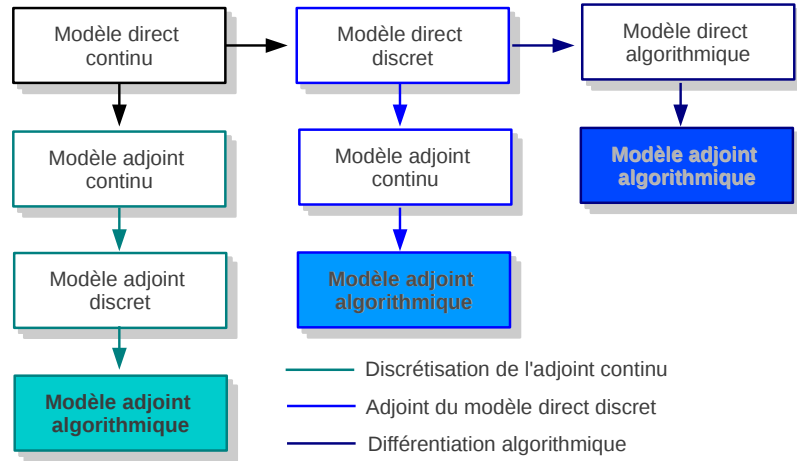 Modèle direct
continu
Modèle direct
discret
Modèle direct
algorithmique
Modèle adjoint
continu
Modèle adjoint
continu
Modèle adjoint
algorithmique
Modèle adjoint
discret
Modèle adjoint
algorithmique
Modèle adjoint
algorithmique
Discrétisation de l'adjoint continu
Adjoint du modèle direct discret
Différentiation algorithmique